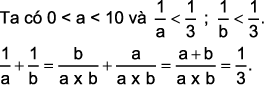 Ta có 0 < a < 10 và 1/a < 1/3 ; 1/b < 1/3.
1/a + 1/b = b/(a x b) + a/(a x b) = (a + b)/(a x b) = 1/3.